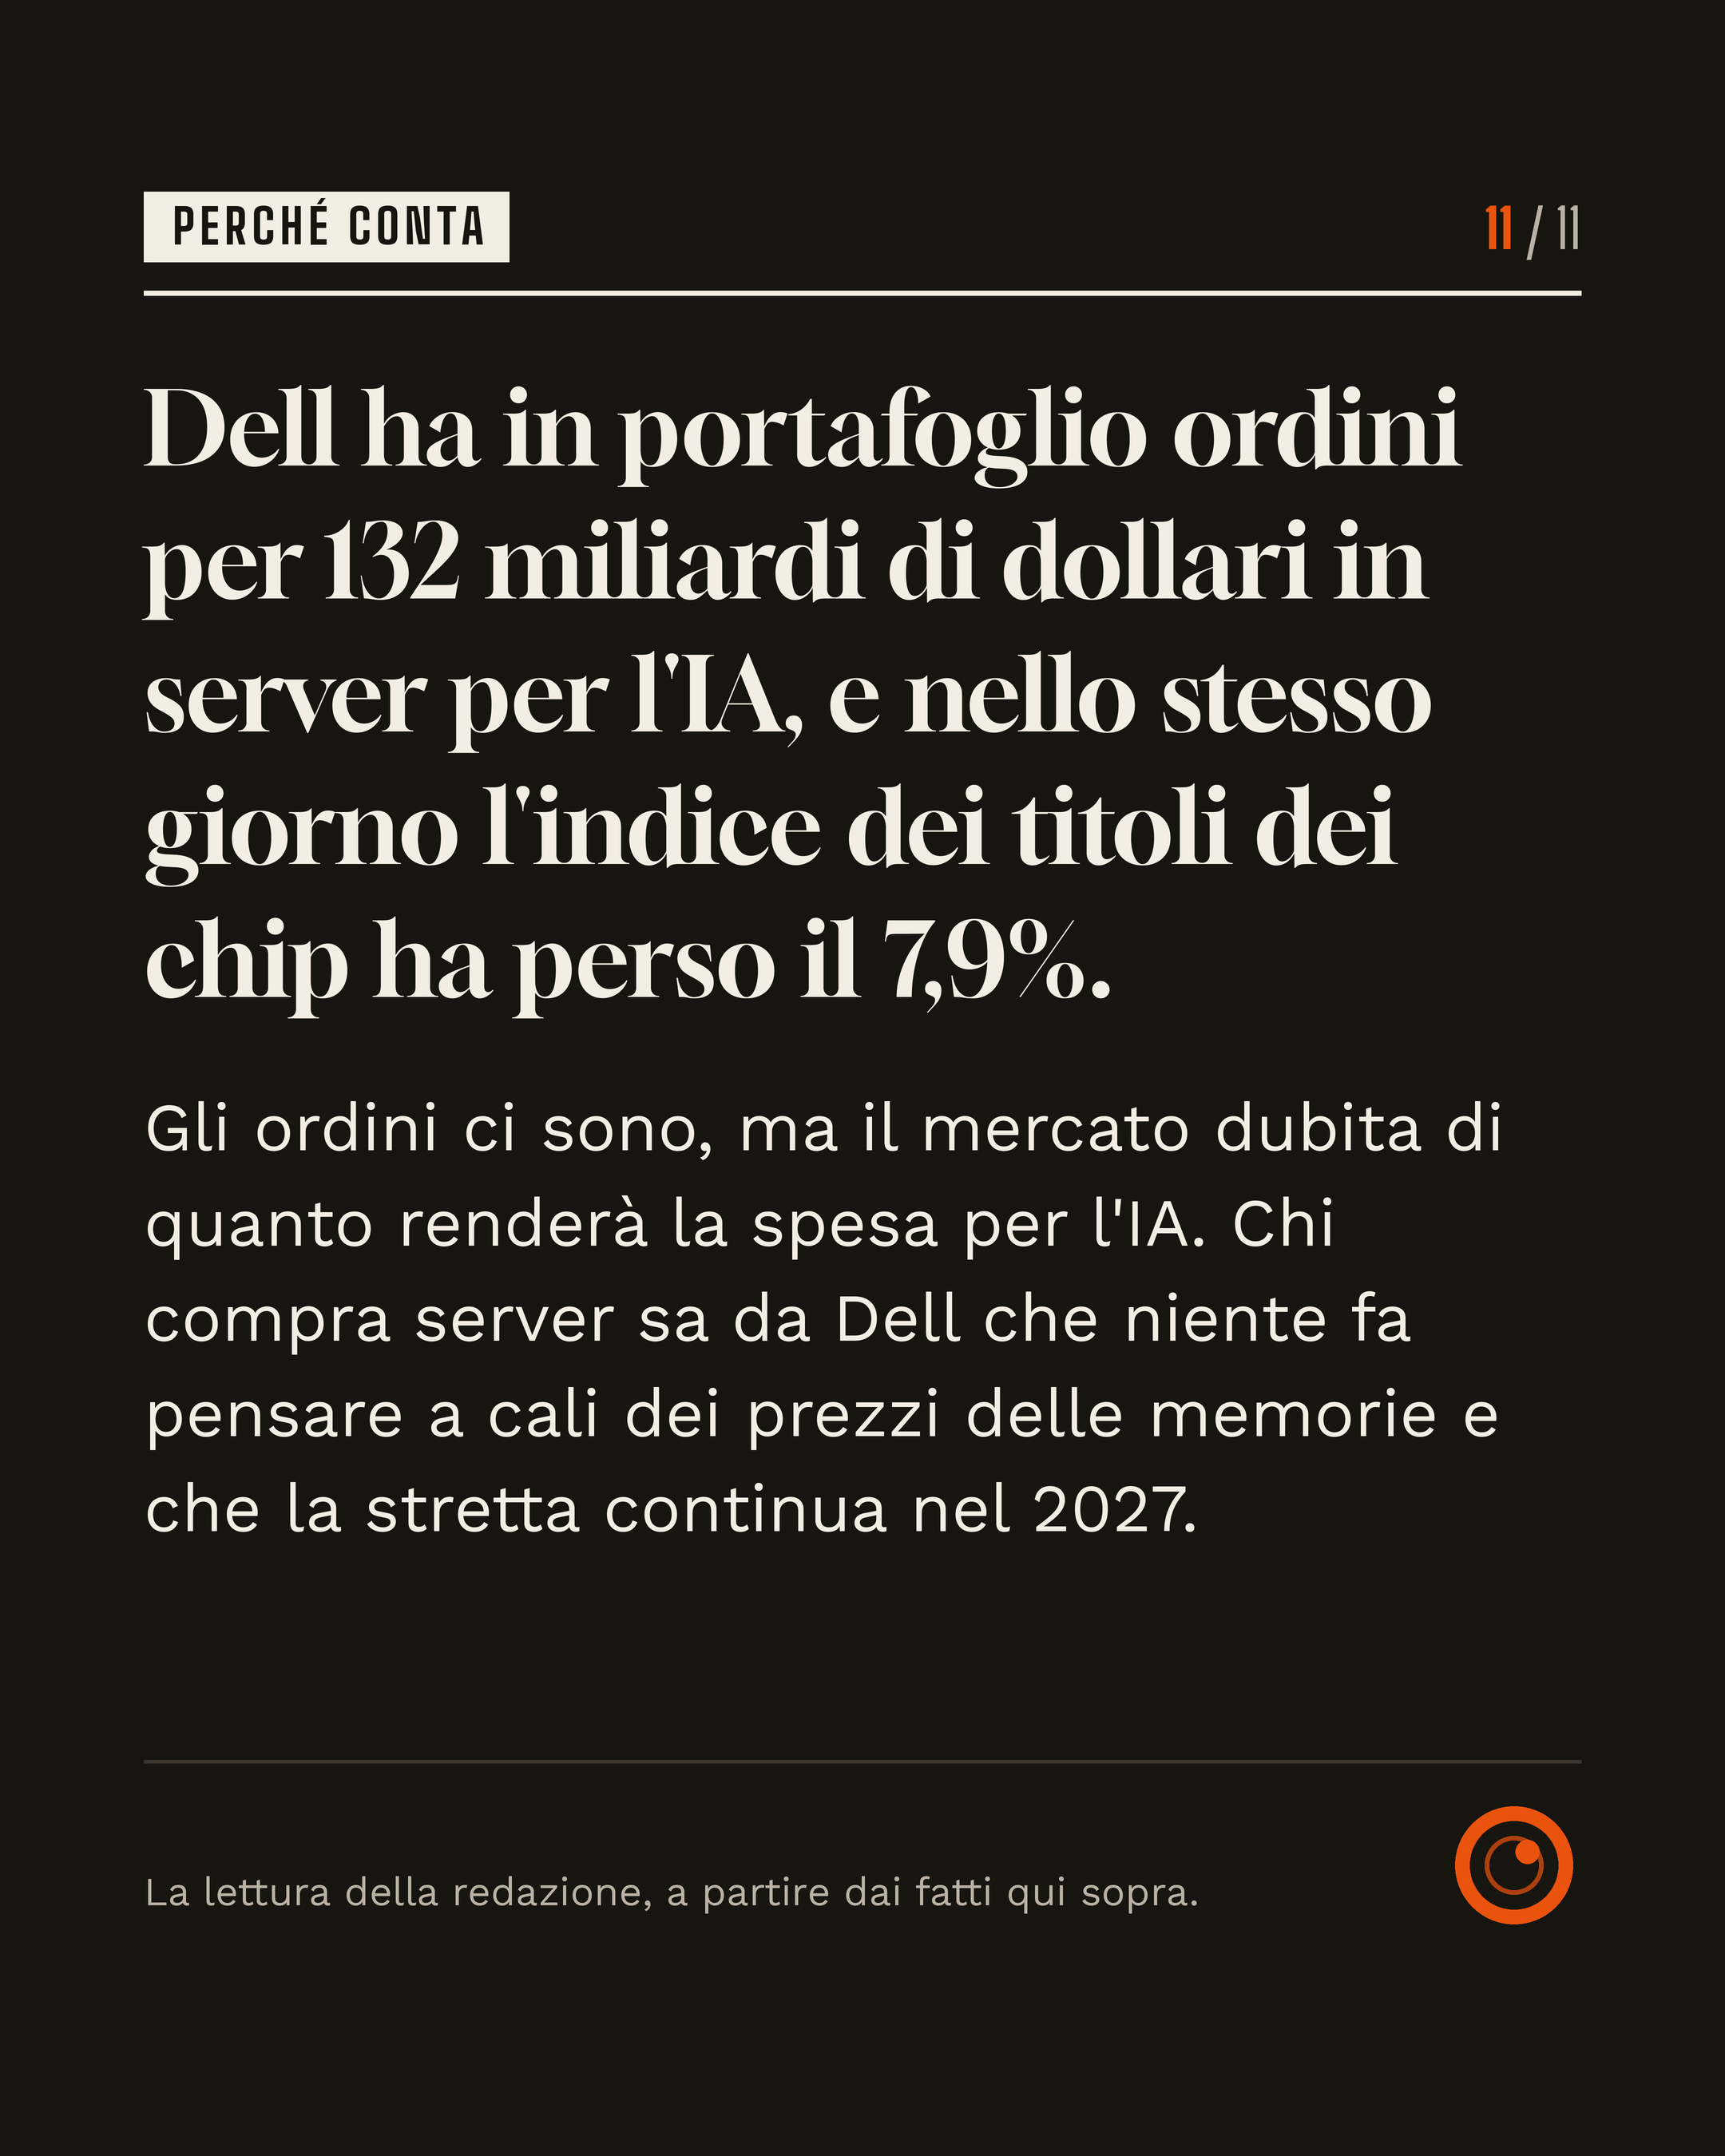 PERCHÉ CONTA
11 / 11
Dell ha in portafoglio ordini
per 132 miliardi di dollari in
server per l'IA, e nello stesso
giorno l'indice dei titoli dei
chip ha perso il 7,9%.
Gli ordini ci sono, ma il mercato dubita di
quanto renderà la spesa per l'IA. Chi
compra server sa da Dell che niente fa
pensare a cali dei prezzi delle memorie e
che la stretta continua nel 2027.
La lettura della redazione, a partire dai fatti qui sopra.